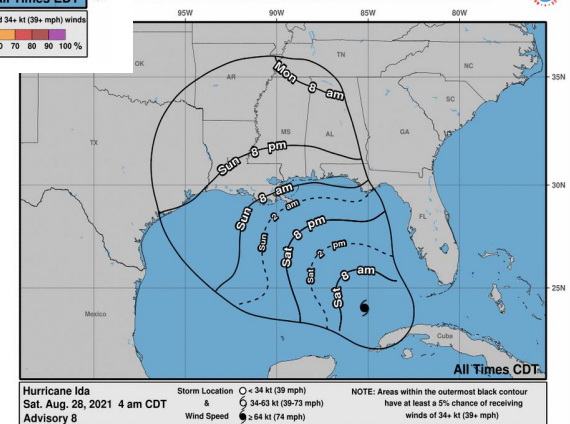 All Times EDT
d 34+ kt (39+ mph) winds
0 70 80 90 100 %
95W
90W
85W
80W
OK
AR
TN
NC
35N
Mon 8 am
SC
TX
MS
AL
GA
Sun 8 pm
30N
Sun 8 am
Sun 2 am
FL
Sat 8 pm
Sat 2 pm
Sat 8 am
25N
Mexico
Cuba
All Times CDT
Hurricane Ida
Sat. Aug. 28, 2021 4 am CDT
Advisory 8
Storm Location
&
Wind Speed
< 34 kt (39 mph)
34-63 kt (39-73 mph)
≥ 64 kt (74 mph)
NOTE: Areas within the outermost black contour
have at least a 5% chance of receiving
winds of 34+ kt (39+ mph)